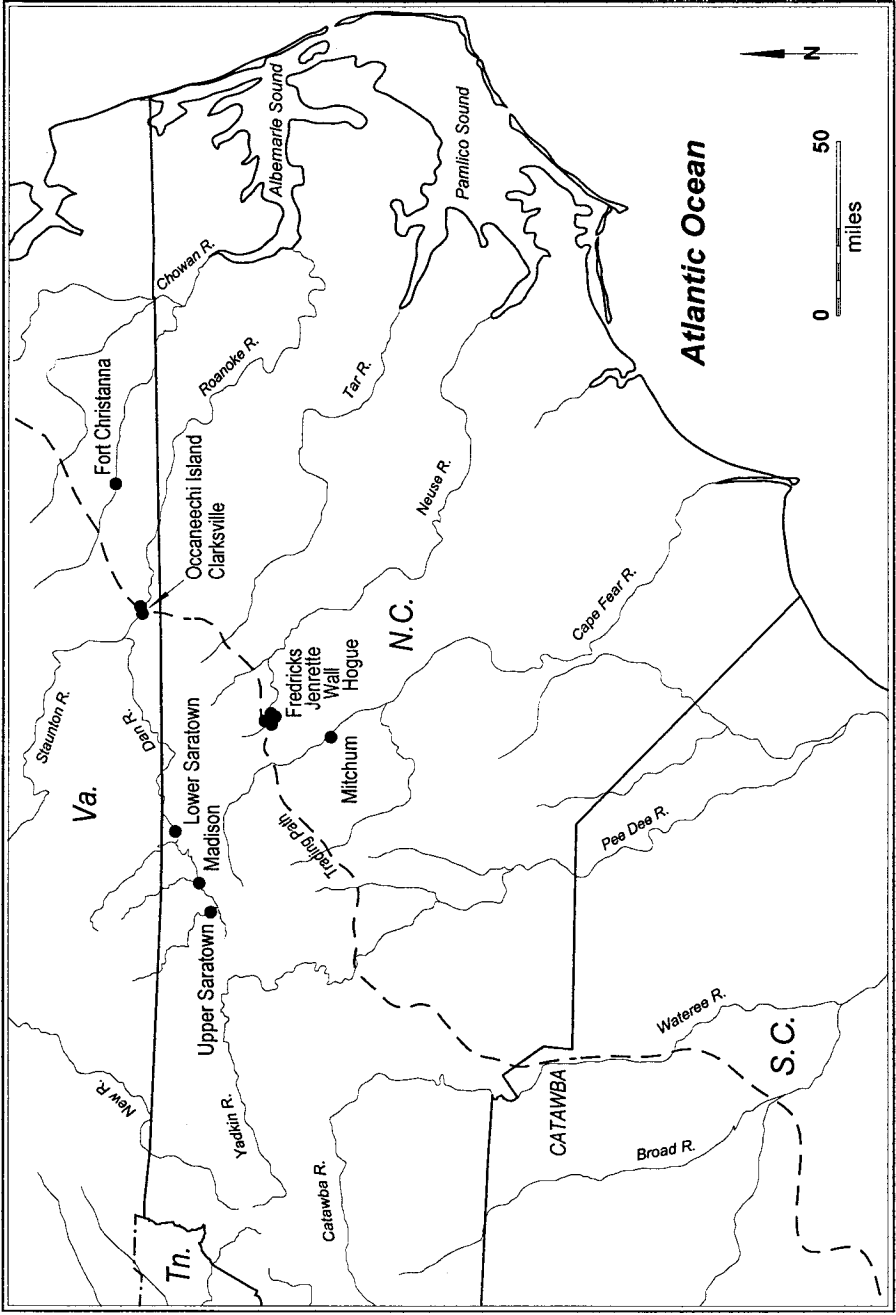 Va.
Tn.
N.C.
S.C.
New R.
Staunton R.
Dan R.
Fort Christanna
Chowan R.
Occaneechi Island
Clarksville
Roanoke R.
Albemarle Sound
Lower Saratown
Madison
Upper Saratown
Yadkin R.
Trading Path
Fredricks
Jenrette
Wall
Hogue
Mitchum
Tar R.
Neuse R.
Pamlico Sound
Catawba R.
CATAWBA
Broad R.
Wateree R.
Pee Dee R.
Cape Fear R.
Atlantic Ocean
N
0
50
miles